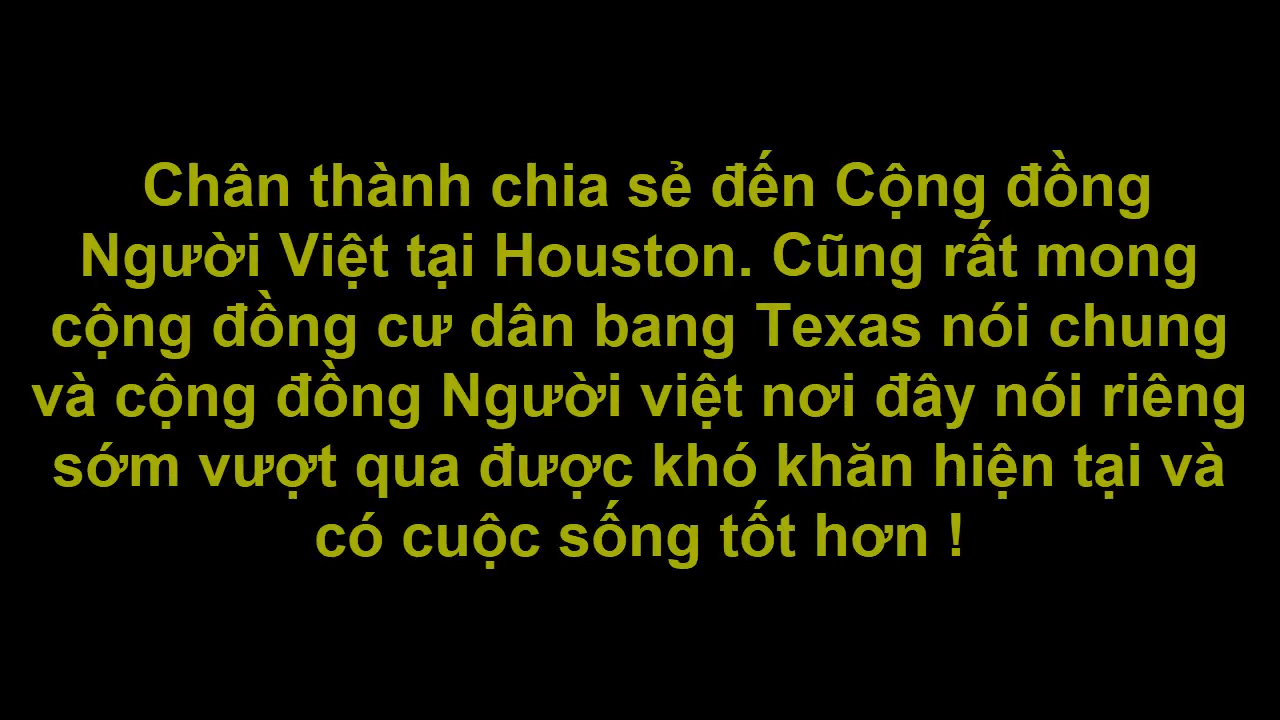 Chân thành chia sẻ đến Cộng đồng
Người Việt tại Houston. Cũng rất mong
cộng đồng cư dân bang Texas nói chung
và cộng đồng Người việt nơi đây nói riêng
sớm vượt qua được khó khăn hiện tại và
có cuộc sống tốt hơn !